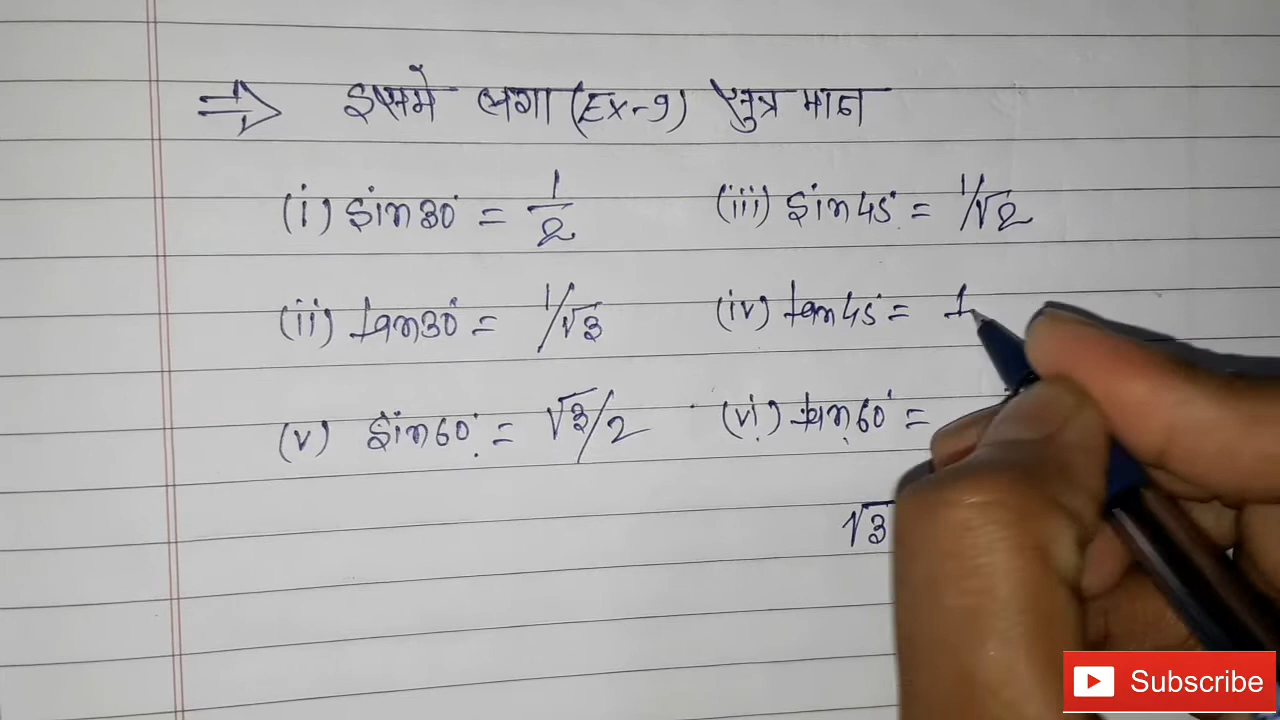 ⇒ इसमे लगा (Ex-9) सुत्र मान
(i) sin30° = 1/2 (iii) sin45° = 1/√2
(ii) tan30° = 1/√3 (iv) tan45° = 1
(v) sin60° = √3/2 (vi) tan60° =
√3
Subscribe